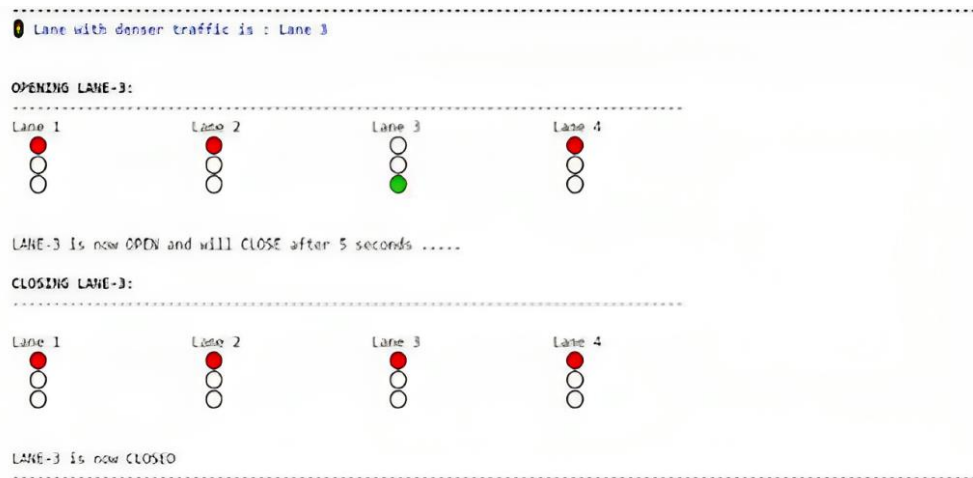 Lane with denser traffic is : Lane 3
OPENING LANE-3:
Lane 1 Lane 2 Lane 3 Lane 4
LANE-3 is now OPEN and will CLOSE after 5 seconds .....
CLOSING LANE-3:
Lane 1 Lane 2 Lane 3 Lane 4
LANE-3 is now CLOSED